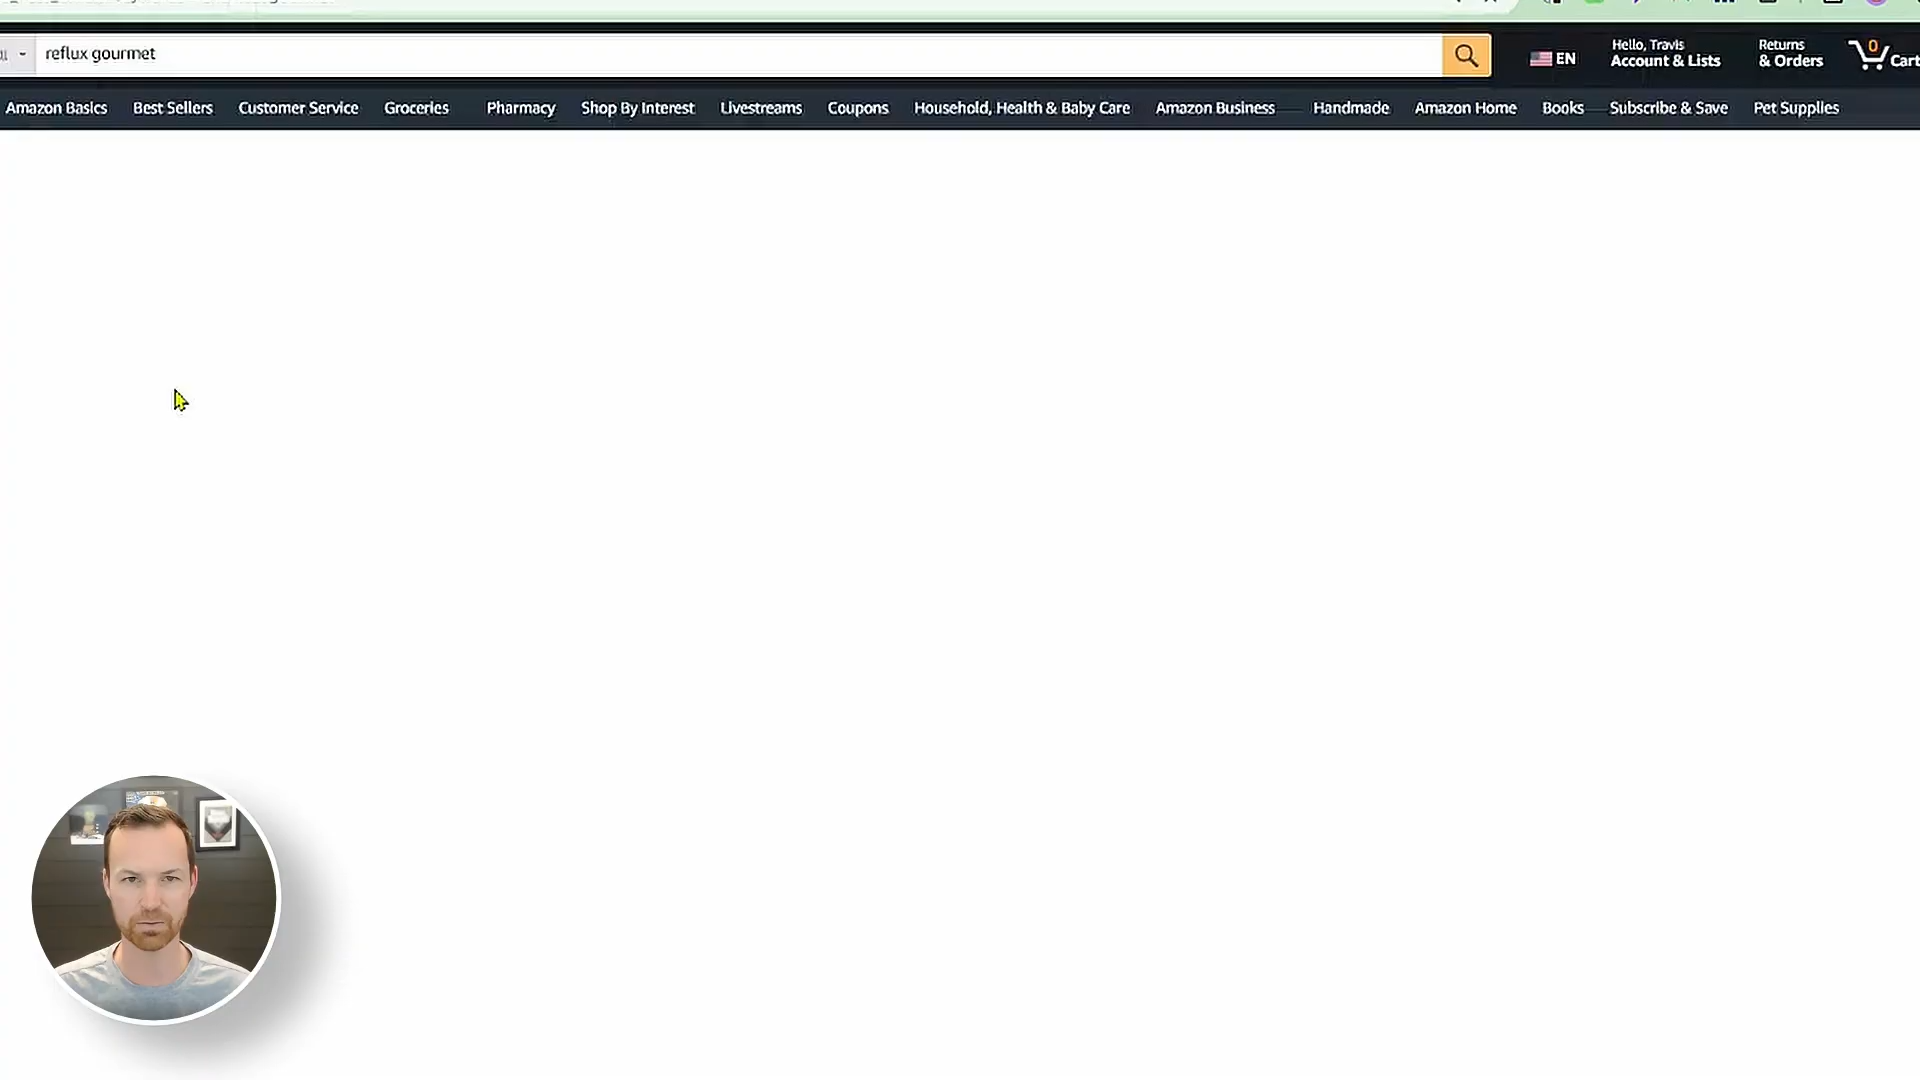 reflux gourmet
EN
Hello, Travis
Account & Lists
Returns
& Orders
0
Cart
Amazon Basics Best Sellers Customer Service Groceries Pharmacy Shop By Interest Livestreams Coupons Household, Health & Baby Care Amazon Business Handmade Amazon Home Books Subscribe & Save Pet Supplies